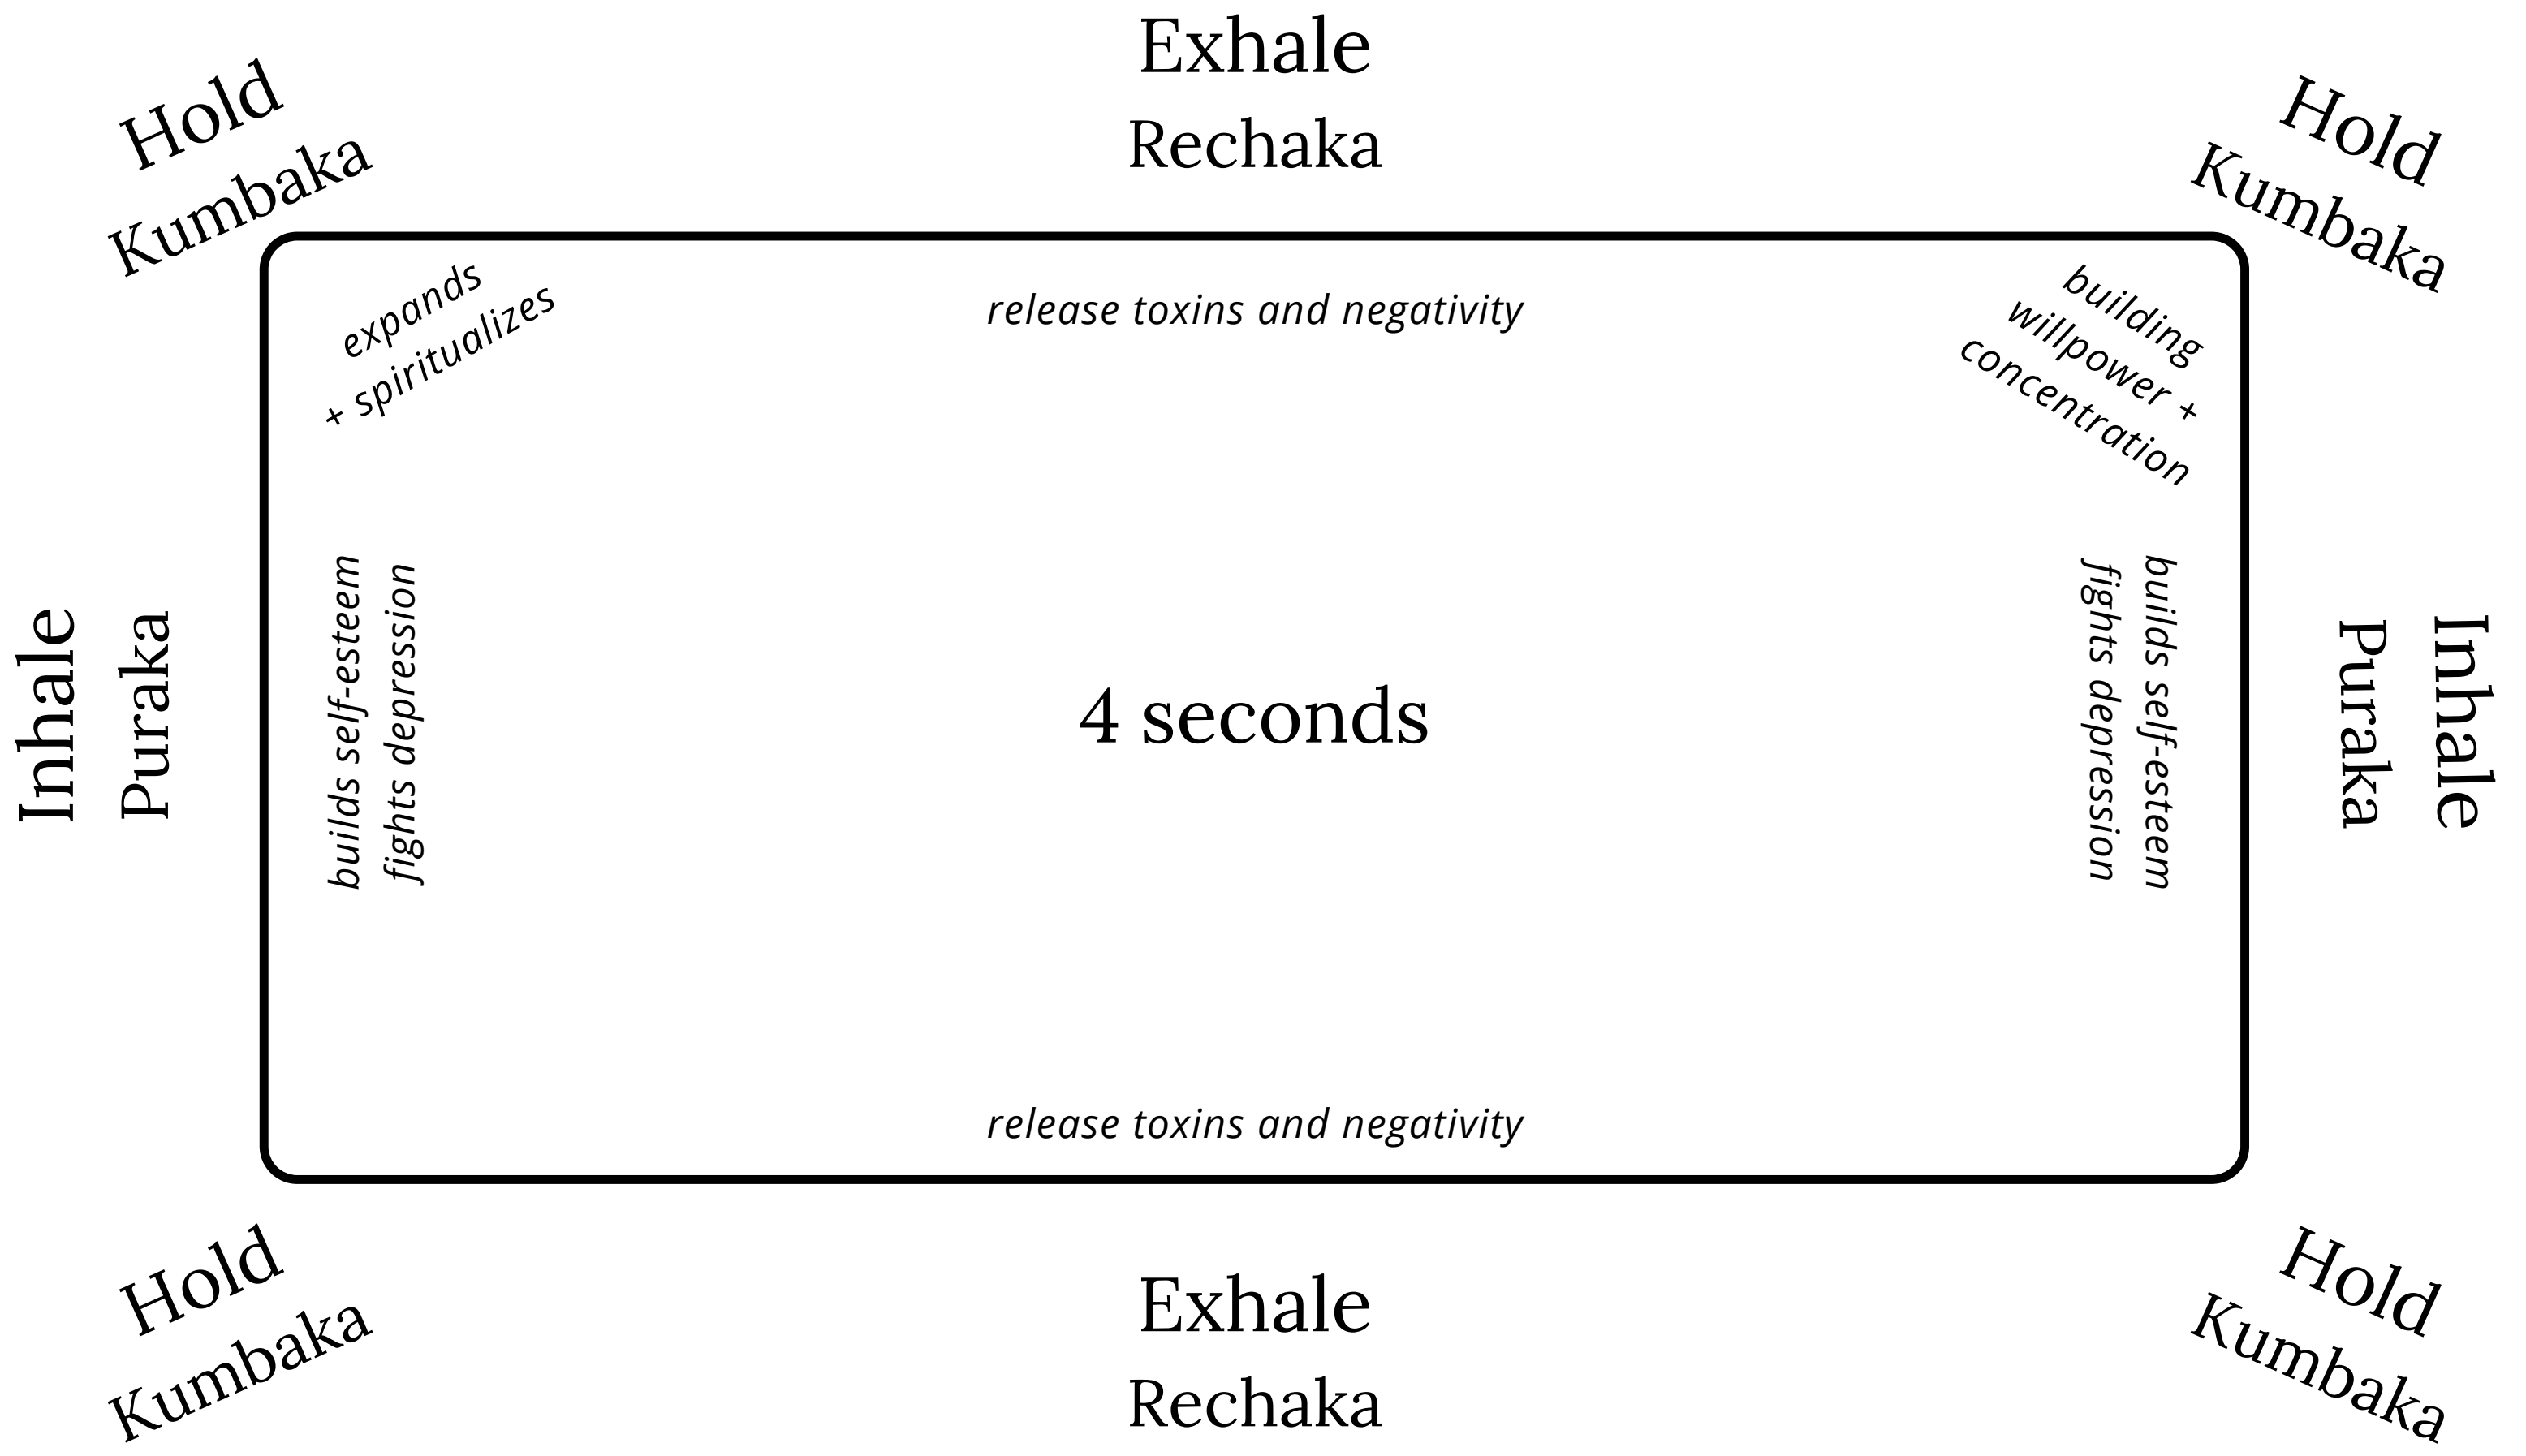 Exhale
Rechaka
Hold
Kumbaka
Hold
Kumbaka
expands
+ spiritualizes
release toxins and negativity
building
willpower +
concentration
Inhale
Puraka
builds self-esteem
fights depression
4 seconds
builds self-esteem
fights depression
Inhale
Puraka
release toxins and negativity
Hold
Kumbaka
Exhale
Rechaka
Hold
Kumbaka